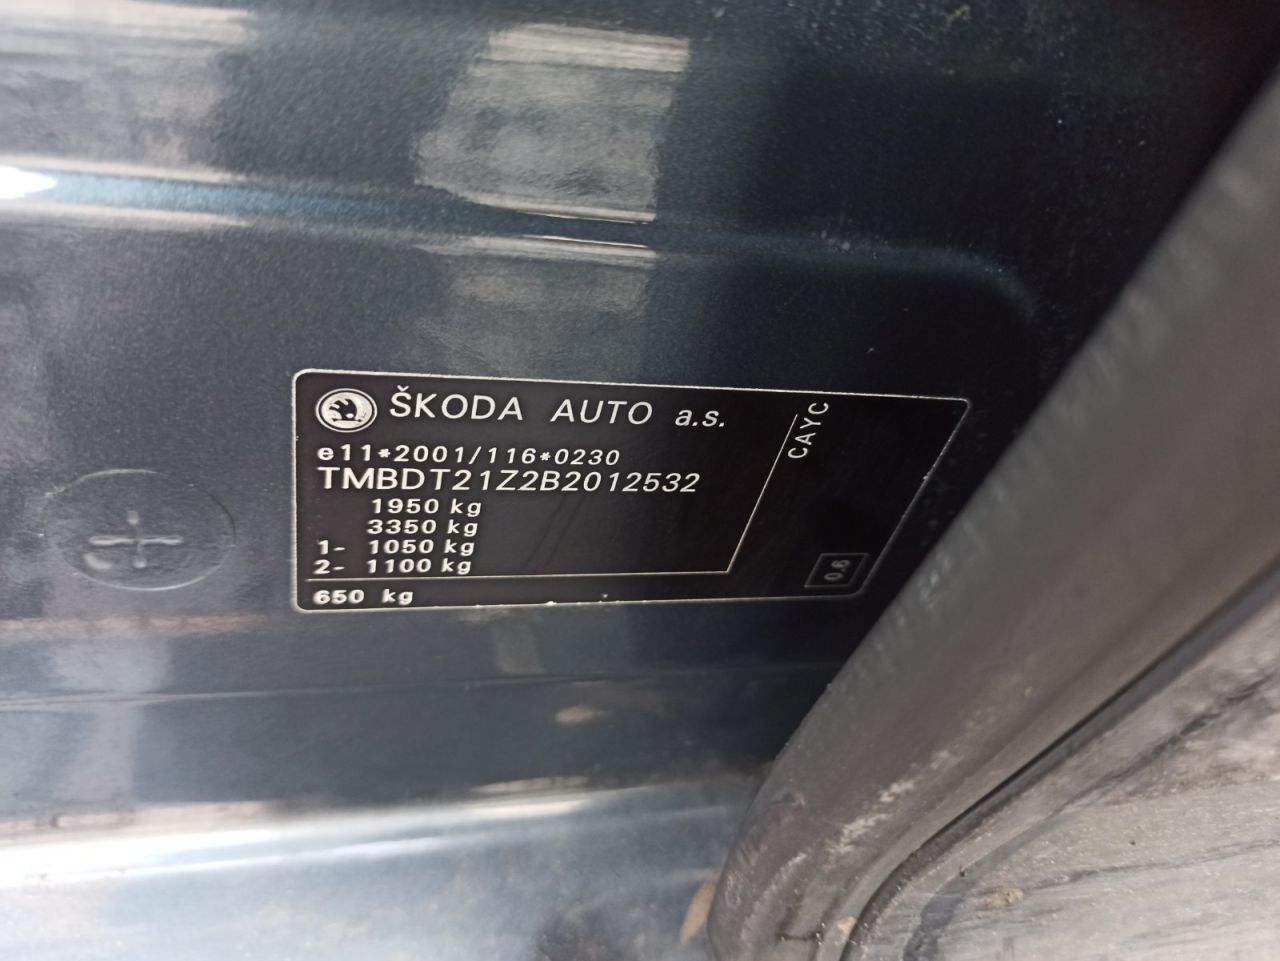 ŠKODA AUTO a.s.
e11*2001/116*0230
TMBDT21Z2B2012532
1950 kg
3350 kg
1- 1050 kg
2- 1100 kg
650 kg
CAYC
0.6